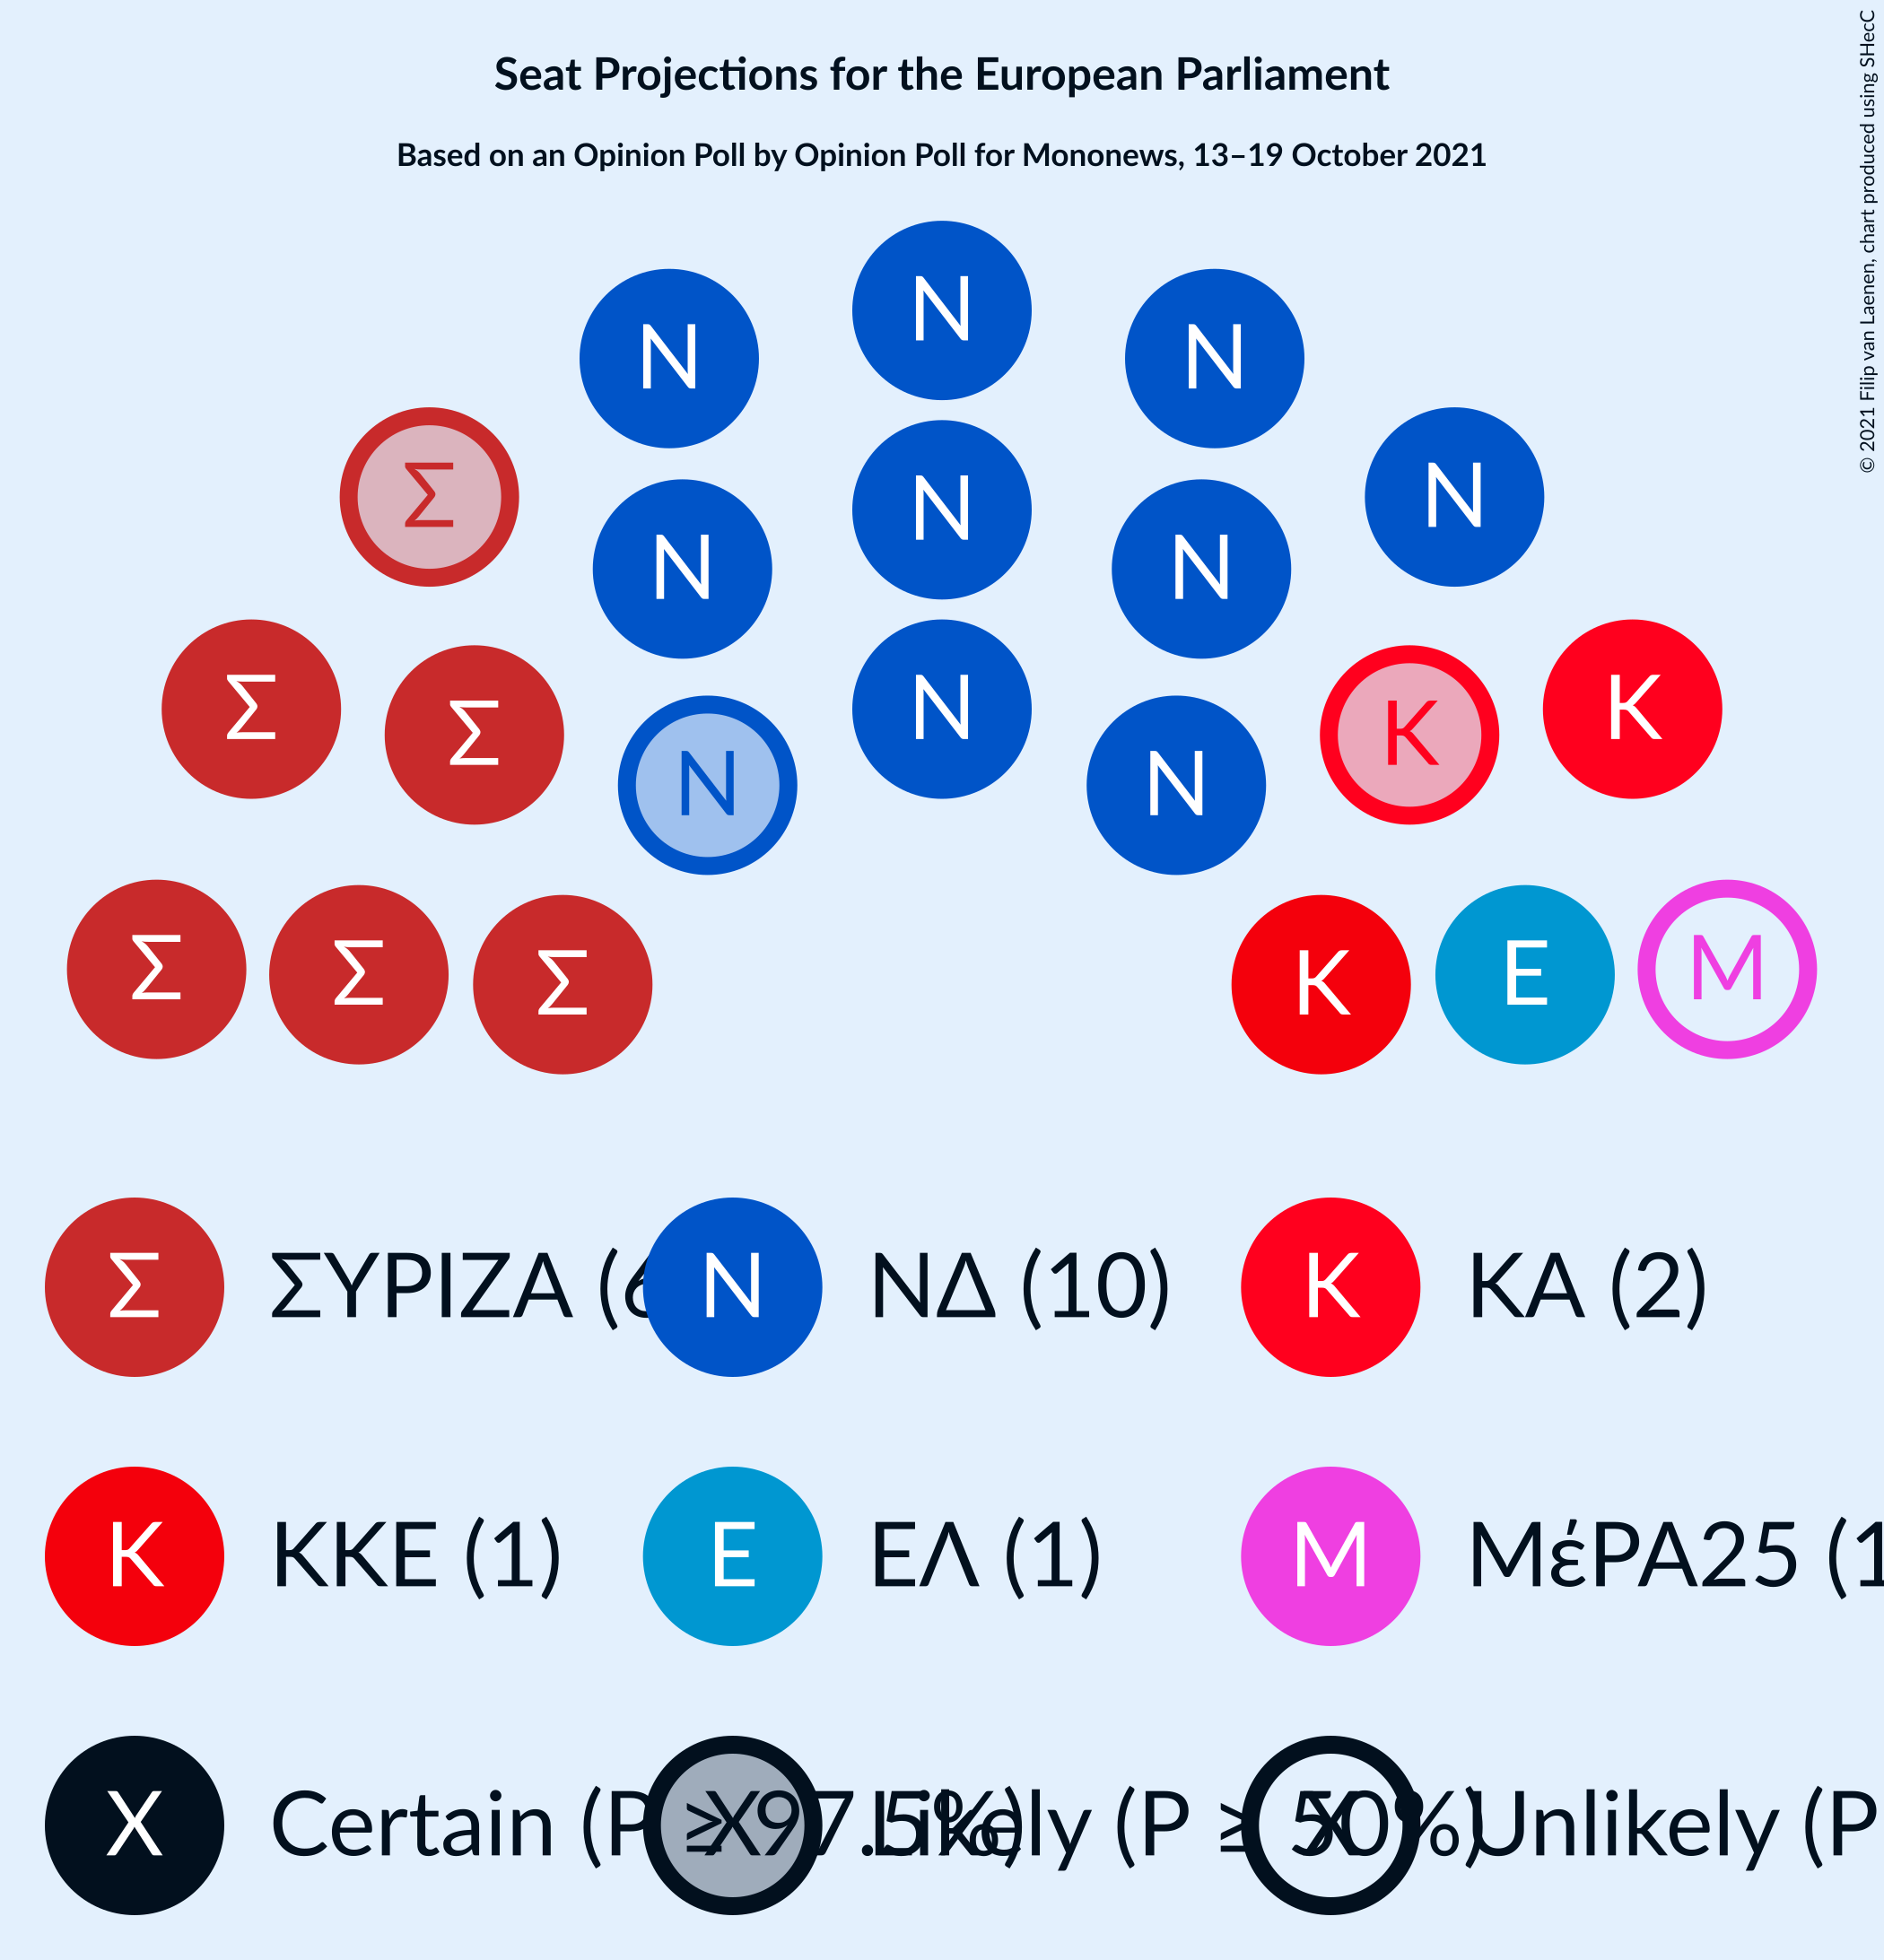 Seat Projections for the European Parliament
Based on an Opinion Poll by Opinion Poll for Mononews, 13–19 October 2021
© 2021 Filip van Laenen, chart produced using SHecC
N
N N
Σ N
N
N N
Σ Σ N K K
N N
Σ Σ Σ K E M
Σ ΣΥΡΙΖΑ (6 N ΝΔ (10) K ΚΑ (2)
K ΚΚΕ (1) E ΕΛ (1) M ΜέΡΑ25 (1
X Certain (P ≥ 97.5%) X Likely (P ≥ 50%) X Unlikely (P